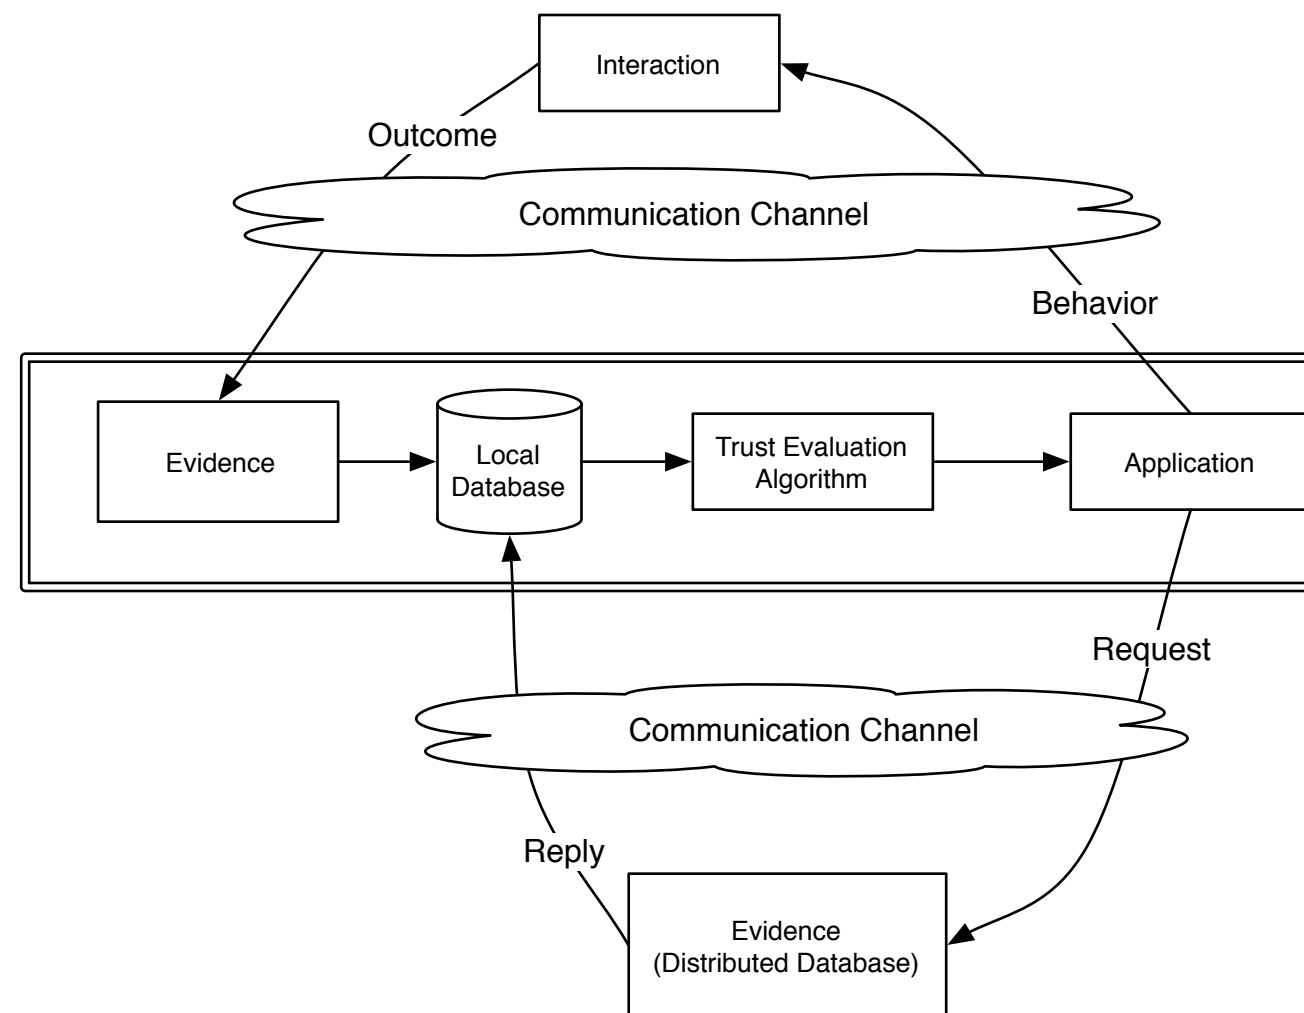 Interaction
Outcome
Communication Channel
Behavior
Evidence
Local
Database
Trust Evaluation
Algorithm
Application
Request
Communication Channel
Reply
Evidence
(Distributed Database)